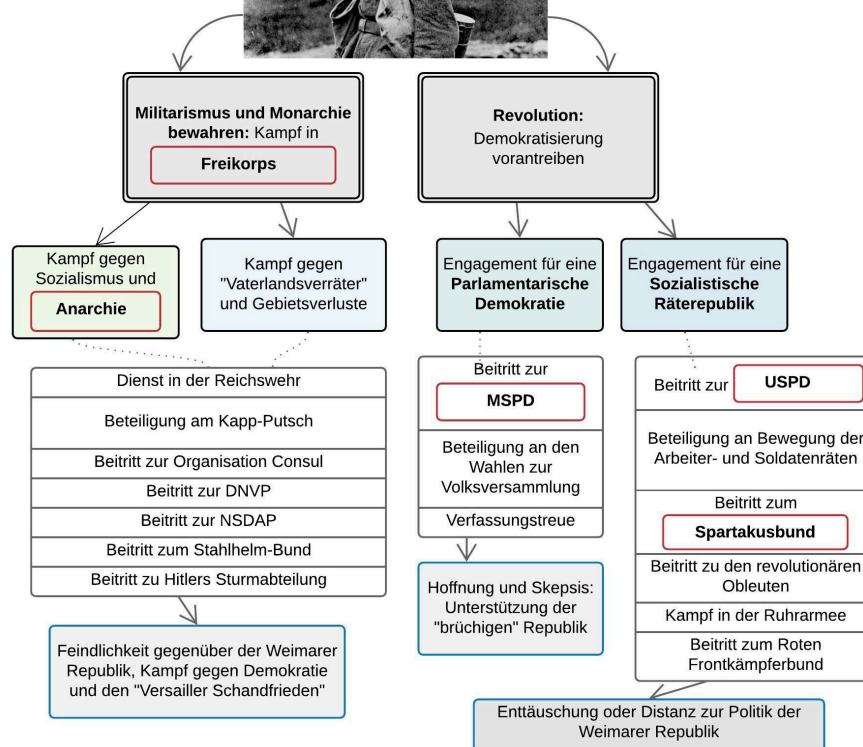 Militarismus und Monarchie
bewahren: Kampf in
Freikorps
Revolution:
Demokratisierung
vorantreiben
Kampf gegen
Sozialismus und
Anarchie
Kampf gegen
"Vaterlandsverräter"
und Gebietsverluste
Engagement für eine
Parlamentarische
Demokratie
Engagement für eine
Sozialistische
Räterepublik
Dienst in der Reichswehr
Beteiligung am Kapp-Putsch
Beitritt zur Organisation Consul
Beitritt zur DNVP
Beitritt zur NSDAP
Beitritt zum Stahlhelm-Bund
Beitritt zu Hitlers Sturmabteilung
Feindlichkeit gegenüber der Weimarer
Republik, Kampf gegen Demokratie
und den "Versailler Schandfrieden"
Beitritt zur
MSPD
Beteiligung an den
Wahlen zur
Volksversammlung
Verfassungstreue
Hoffnung und Skepsis:
Unterstützung der
"brüchigen" Republik
Beitritt zur USPD
Beteiligung an Bewegung der
Arbeiter- und Soldatenräten
Beitritt zum
Spartakusbund
Beitritt zu den revolutionären
Obleuten
Kampf in der Ruhrarmee
Beitritt zum Roten
Frontkämpferbund
Enttäuschung oder Distanz zur Politik der
Weimarer Republik